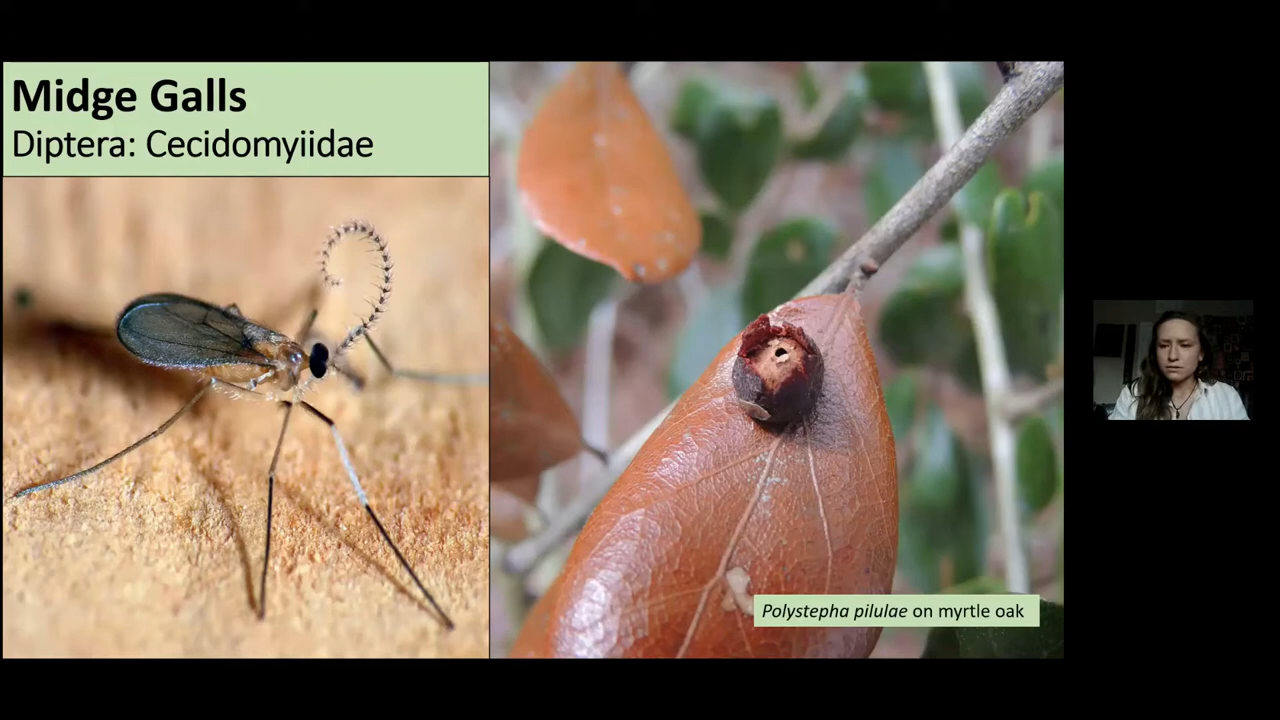 Midge Galls
Diptera: Cecidomyiidae
Polystepha pilulae on myrtle oak